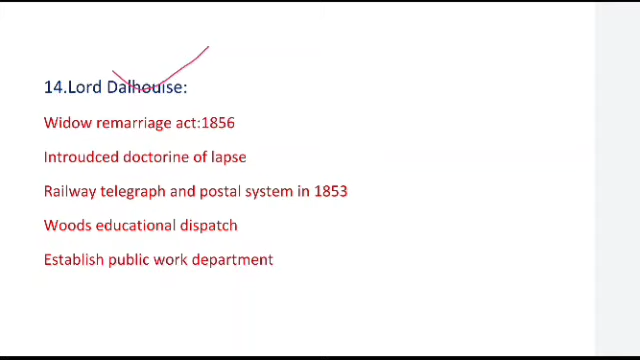 14.Lord Dalhouise:
Widow remarriage act:1856
Introudced doctorine of lapse
Railway telegraph and postal system in 1853
Woods educational dispatch
Establish public work department